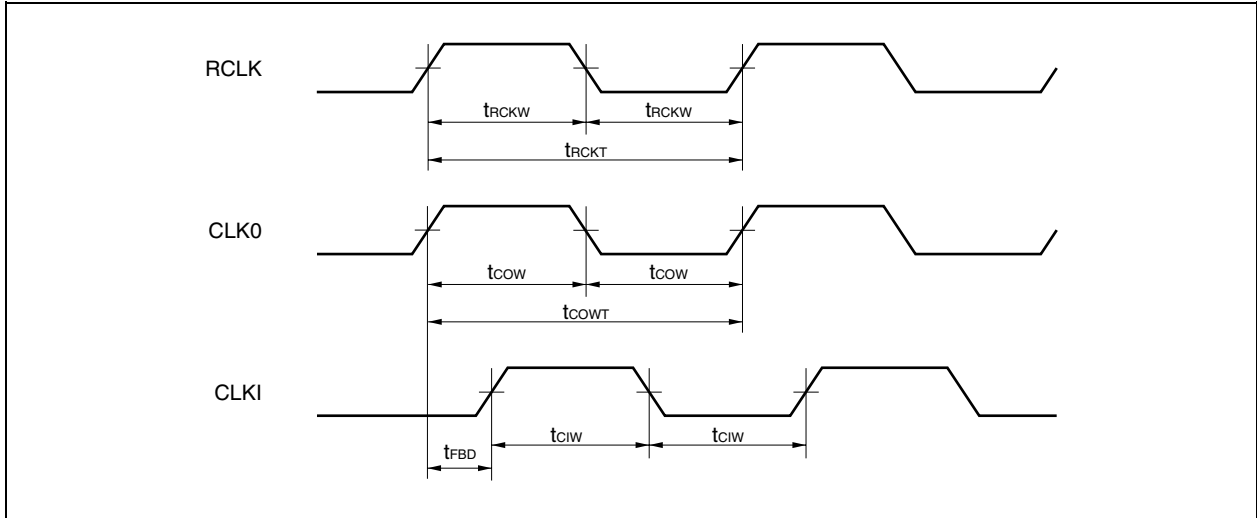 RCLK
tRCKW tRCKW
tRCKT
CLK0
tCOW tCOW
tCOWT
CLKI
tCIW tCIW
tFBD